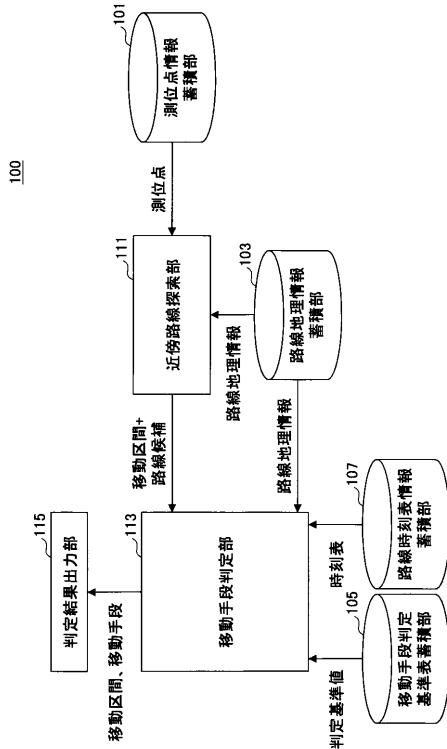 100
101
測位点情報
蓄積部
測位点
111
近傍路線探索部
103
路線地理情報
蓄積部
路線地理情報
移動区間+
路線候補
路線地理情報
113
移動手段判定部
107
路線時刻表情報
蓄積部
時刻表
105
移動手段判定
基準表蓄積部
判定基準値
移動区間、移動手段
115
判定結果出力部